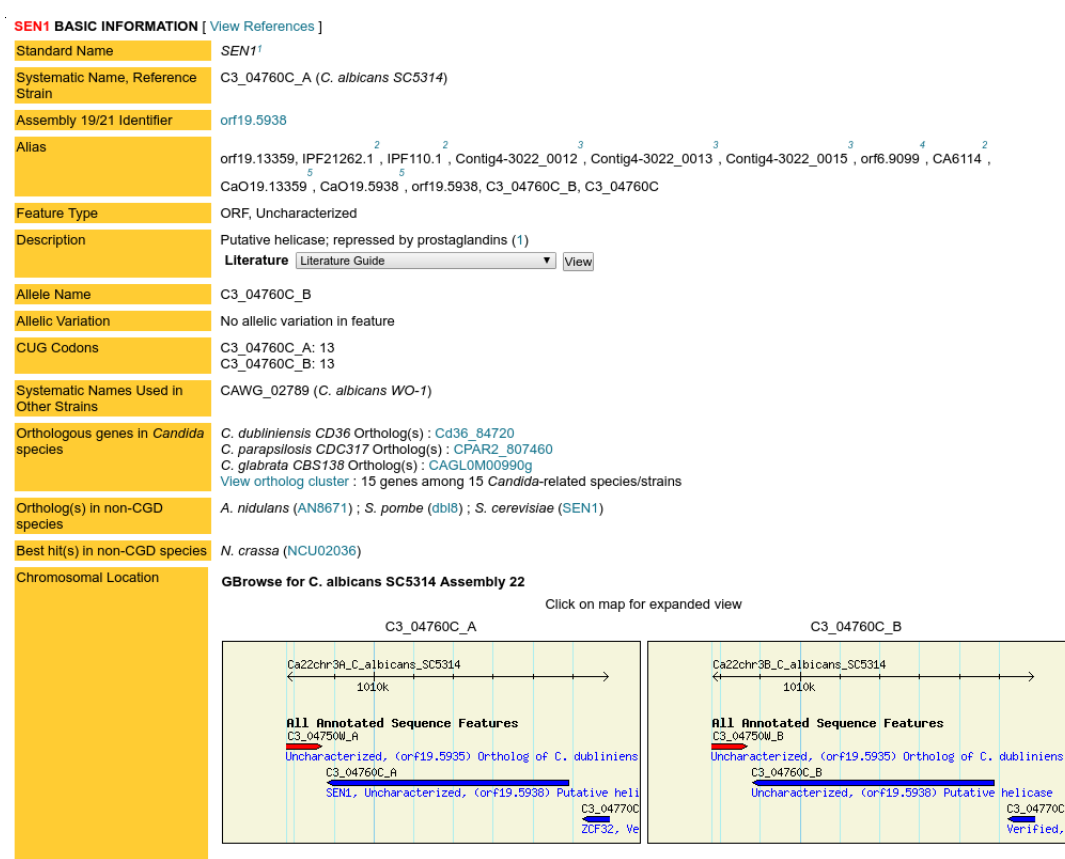 SEN1 BASIC INFORMATION [ View References ]
Standard Name SEN1 1
Systematic Name, Reference Strain C3_04760C_A (C. albicans SC5314)
Assembly 19/21 Identifier orf19.5938
Alias
orf19.13359, IPF21262.1 2, IPF110.1 2, Contig4-3022_0012 3, Contig4-3022_0013 3, Contig4-3022_0015 3, orf6.9099 4, CA6114 2,
CaO19.13359 5, CaO19.5938 5, orf19.5938, C3_04760C_B, C3_04760C
Feature Type ORF, Uncharacterized
Description Putative helicase; repressed by prostaglandins (1)
Literature Literature Guide ▼ View
Allele Name C3_04760C_B
Allelic Variation No allelic variation in feature
CUG Codons C3_04760C_A: 13
C3_04760C_B: 13
Systematic Names Used in Other Strains CAWG_02789 (C. albicans WO-1)
Orthologous genes in Candida species
C. dubliniensis CD36 Ortholog(s) : Cd36_84720
C. parapsilosis CDC317 Ortholog(s) : CPAR2_807460
C. glabrata CBS138 Ortholog(s) : CAGL0M00990g
View ortholog cluster : 15 genes among 15 Candida-related species/strains
Ortholog(s) in non-CGD species A. nidulans (AN8671) ; S. pombe (dbl8) ; S. cerevisiae (SEN1)
Best hit(s) in non-CGD species N. crassa (NCU02036)
Chromosomal Location GBrowse for C. albicans SC5314 Assembly 22
Click on map for expanded view
C3_04760C_A
Ca22chr3A_C_albicans_SC5314
1010k
All Annotated Sequence Features
C3_04750W_A
Uncharacterized, (orf19.5935) Ortholog of C. dubliniens
C3_04760C_A
SEN1, Uncharacterized, (orf19.5938) Putative heli
C3_04770C
ZCF32, Ve
C3_04760C_B
Ca22chr3B_C_albicans_SC5314
1010k
All Annotated Sequence Features
C3_04750W_B
Uncharacterized, (orf19.5935) Ortholog of C. dubliniens
C3_04760C_B
Uncharacterized, (orf19.5938) Putative helicase
C3_04770C
Verified,